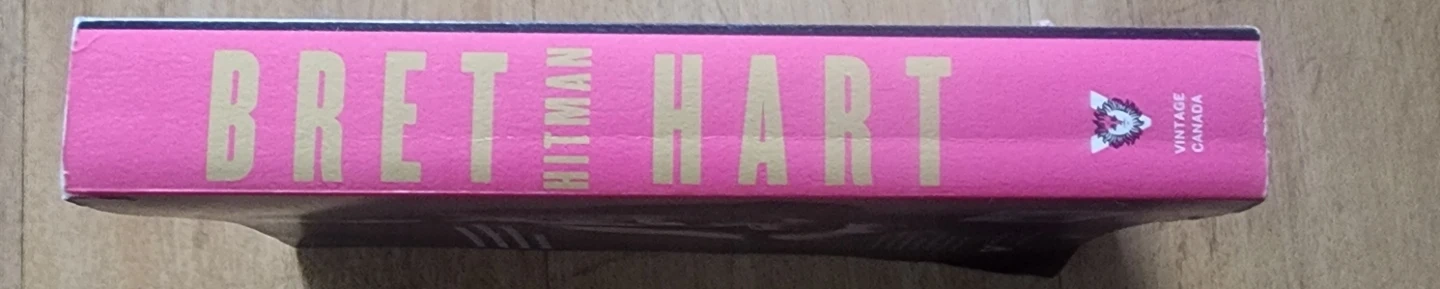 BRET
HITMAN
HART
VINTAGE
CANADA